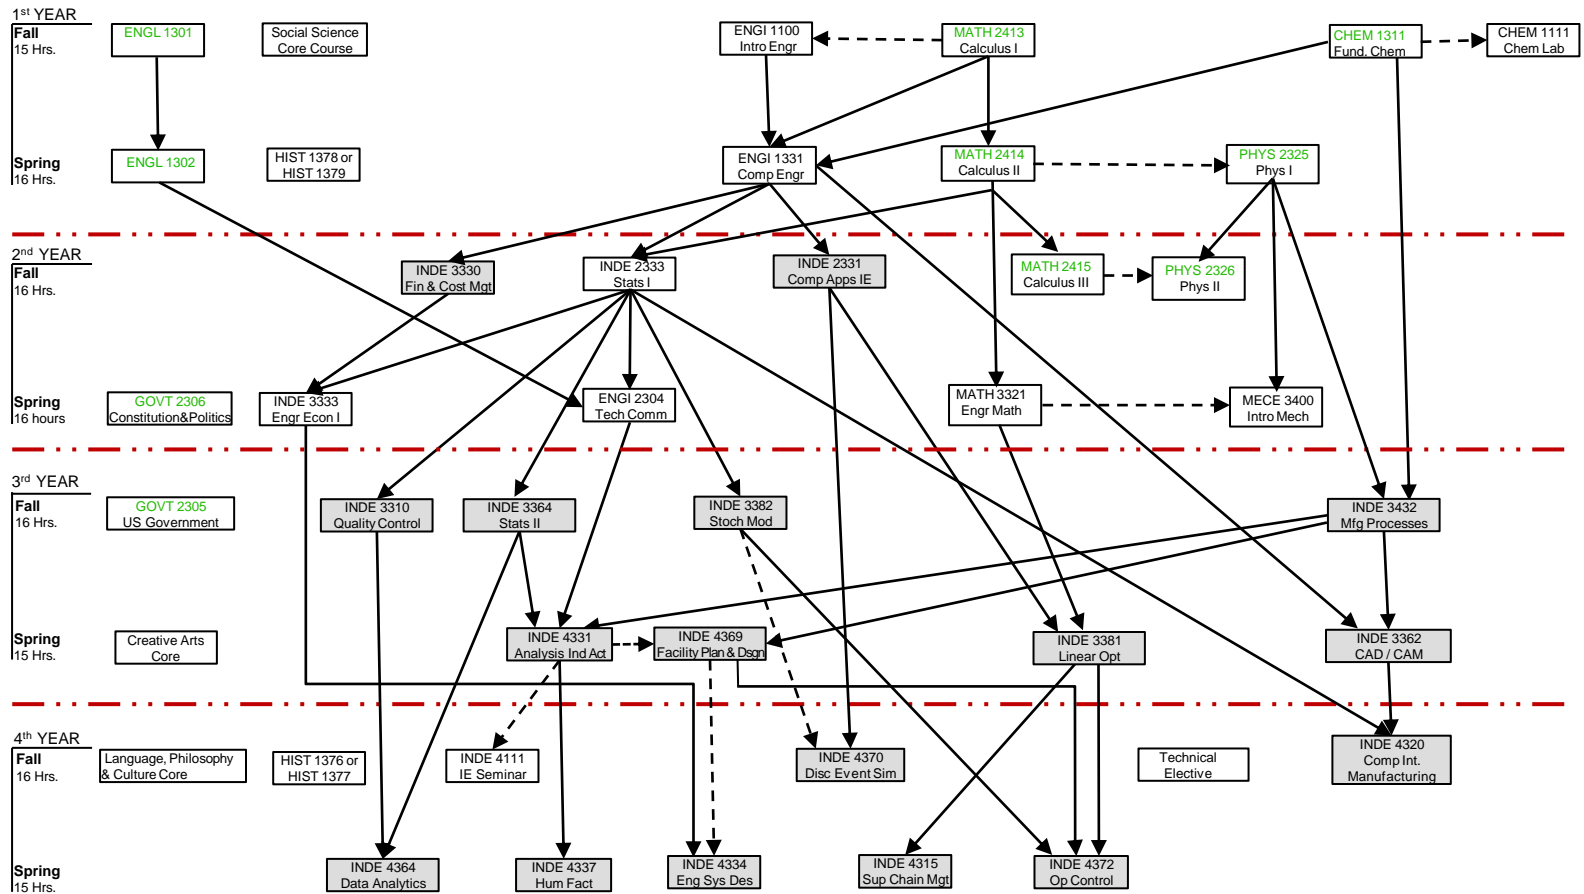 1st YEAR
Fall
15 Hrs.
ENGL 1301
Social Science
Core Course
ENGI 1100
Intro Engr
MATH 2413
Calculus I
CHEM 1311
Fund. Chem
CHEM 1111
Chem Lab
Spring
16 Hrs.
ENGL 1302
HIST 1378 or
HIST 1379
ENGI 1331
Comp Engr
MATH 2414
Calculus II
PHYS 2325
Phys I
2nd YEAR
Fall
16 Hrs.
INDE 3330
Fin & Cost Mgt
INDE 2333
Stats I
INDE 2331
Comp Apps IE
MATH 2415
Calculus III
PHYS 2326
Phys II
Spring
16 hours
GOVT 2306
Constitution&Politics
INDE 3333
Engr Econ I
ENGI 2304
Tech Comm
MATH 3321
Engr Math
MECE 3400
Intro Mech
3rd YEAR
Fall
16 Hrs.
GOVT 2305
US Government
INDE 3310
Quality Control
INDE 3364
Stats II
INDE 3382
Stoch Mod
INDE 3432
Mfg Processes
Spring
15 Hrs.
Creative Arts
Core
INDE 4331
Analysis Ind Act
INDE 4369
Facility Plan & Dsgn
INDE 3381
Linear Opt
INDE 3362
CAD / CAM
4th YEAR
Fall
16 Hrs.
Language, Philosophy
& Culture Core
HIST 1376 or
HIST 1377
INDE 4111
IE Seminar
INDE 4370
Disc Event Sim
Technical
Elective
INDE 4320
Comp Int.
Manufacturing
Spring
15 Hrs.
INDE 4364
Data Analytics
INDE 4337
Hum Fact
INDE 4334
Eng Sys Des
INDE 4315
Sup Chain Mgt
INDE 4372
Op Control